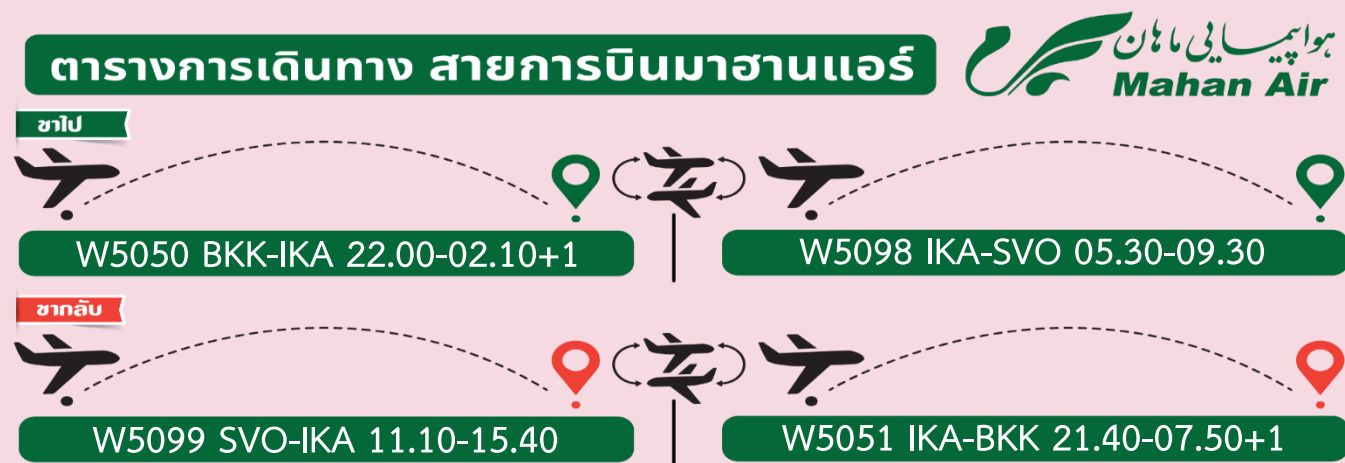 ตารางการเดินทาง สายการบินมาฮานแอร์
هواپیمایی ماهان
Mahan Air
ขาไป
W5050 BKK-IKA 22.00-02.10+1
W5098 IKA-SVO 05.30-09.30
ขากลับ
W5099 SVO-IKA 11.10-15.40
W5051 IKA-BKK 21.40-07.50+1